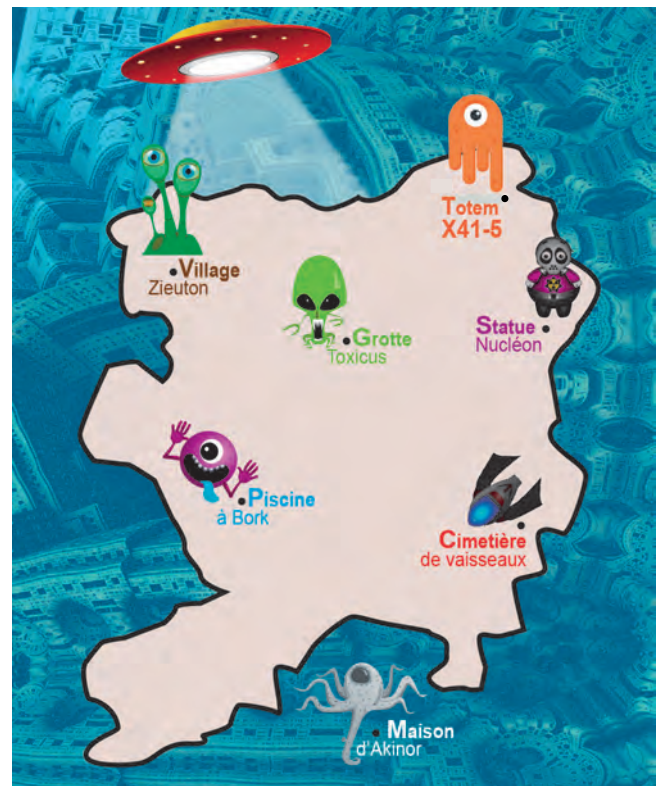 Totem
X41-5
Village
Zieuton
Statue
Nucléon
Grotte
Toxicus
Piscine
à Bork
Cimetière
de vaisseaux
Maison
d'Akinor